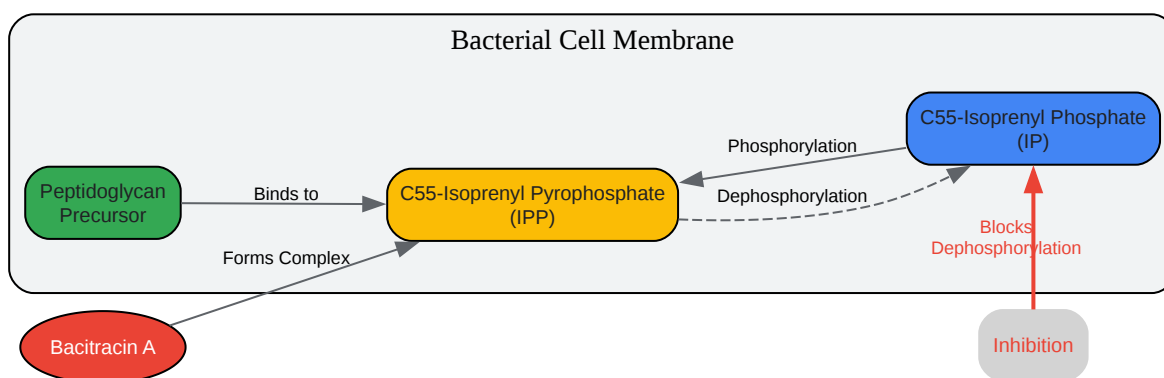 Bacterial Cell Membrane
C55-Isoprenyl Phosphate
(IP)
Phosphorylation
Peptidoglycan
Precursor
Binds to
C55-Isoprenyl Pyrophosphate
(IPP)
Dephosphorylation
Blocks
Dephosphorylation
Forms Complex
Bacitracin A
Inhibition